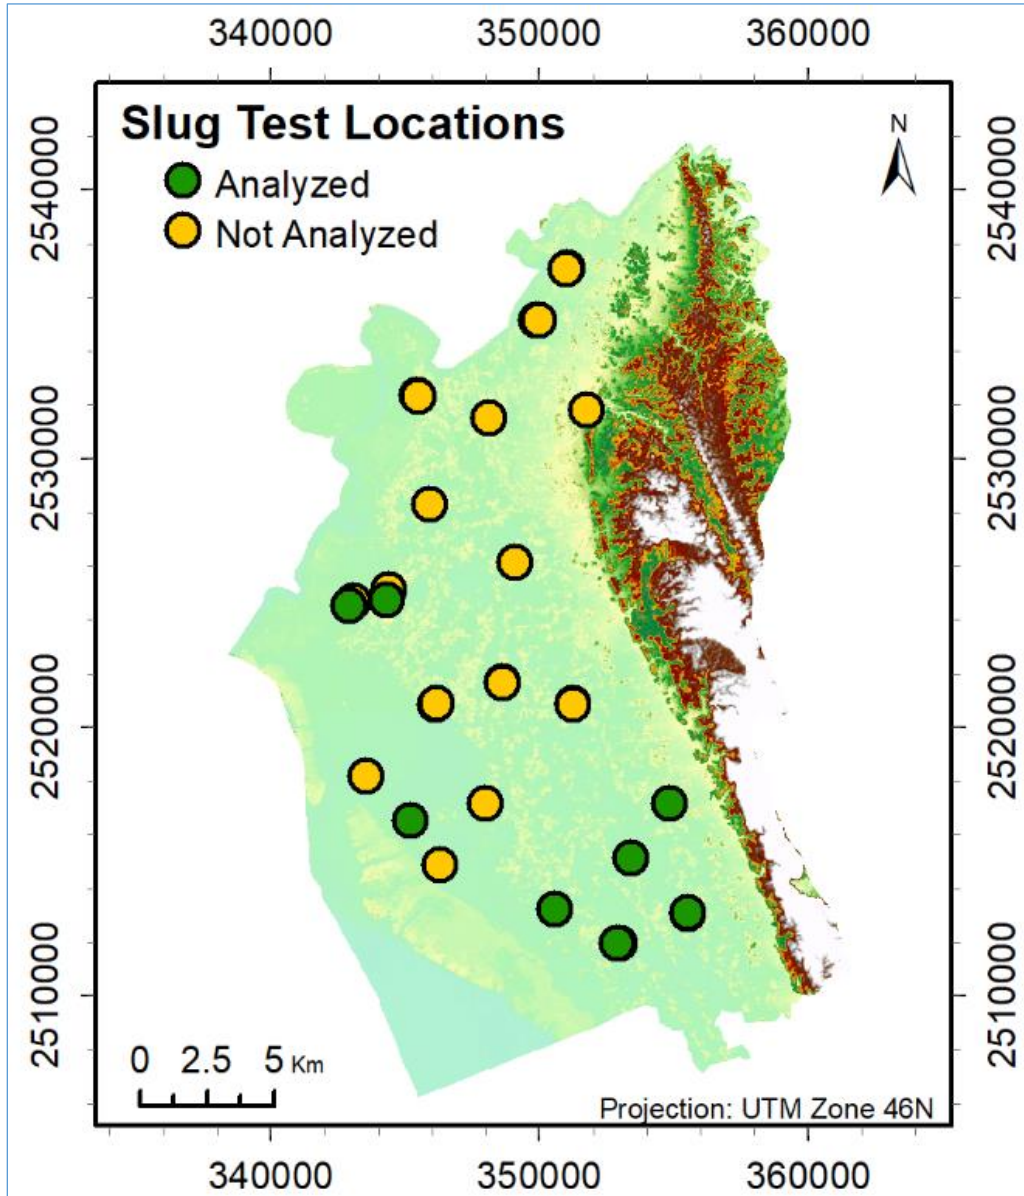 340000 350000 360000
Slug Test Locations
Analyzed
Not Analyzed
N
2540000
2530000
2520000
2510000
2540000
2530000
2520000
2510000
0 2.5 5 Km
Projection: UTM Zone 46N
340000 350000 360000